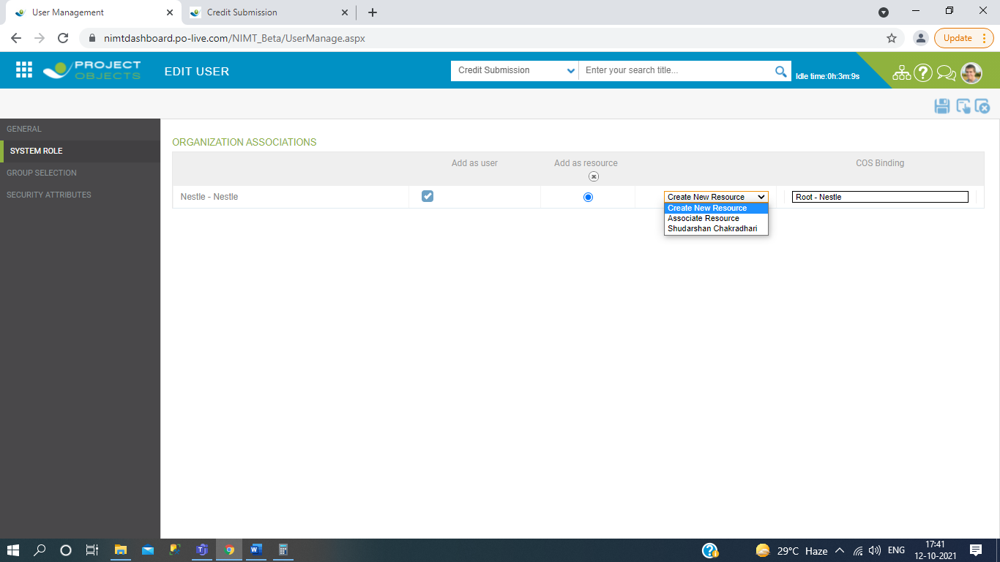 User Management
Credit Submission
nimtdashboard.po-live.com/NIMT_Beta/UserManage.aspx
Update
PROJECT
OBJECTS
EDIT USER
Credit Submission
Enter your search title...
Idle time:0h:3m:9s
GENERAL
SYSTEM ROLE
GROUP SELECTION
SECURITY ATTRIBUTES
ORGANIZATION ASSOCIATIONS
Add as user
Add as resource
COS Binding
Nestle - Nestle
Create New Resource
Root - Nestle
Create New Resource
Associate Resource
Shudarshan Chakradhari
29°C Haze
ENG
17:41
12-10-2021